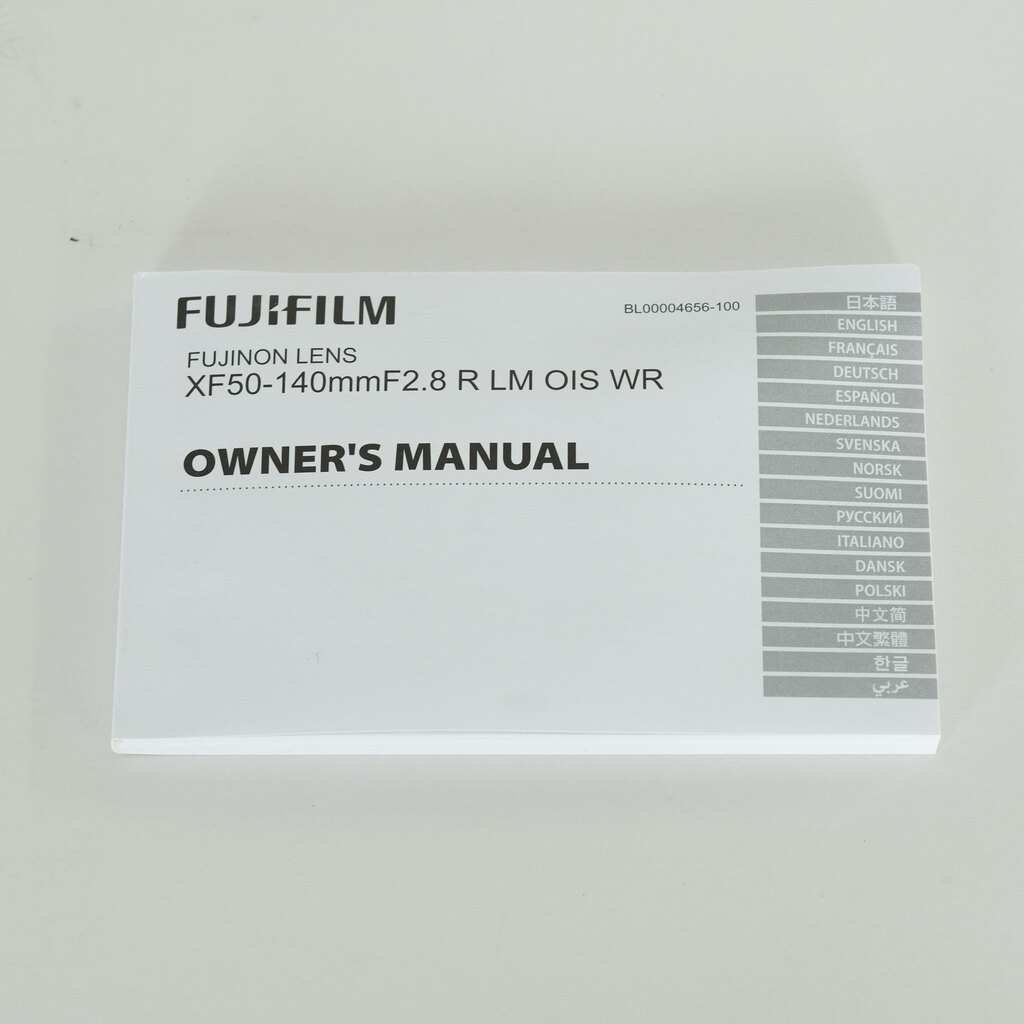 FUJIFILM
BL00004656-100
FUJINON LENS
XF50-140mmF2.8 R LM OIS WR
OWNER'S MANUAL
日本語
ENGLISH
FRANÇAIS
DEUTSCH
ESPAÑOL
NEDERLANDS
SVENSKA
NORSK
SUOMI
РУССКИЙ
ITALIANO
DANSK
POLSKI
中文简
中文繁體
한글
عربي